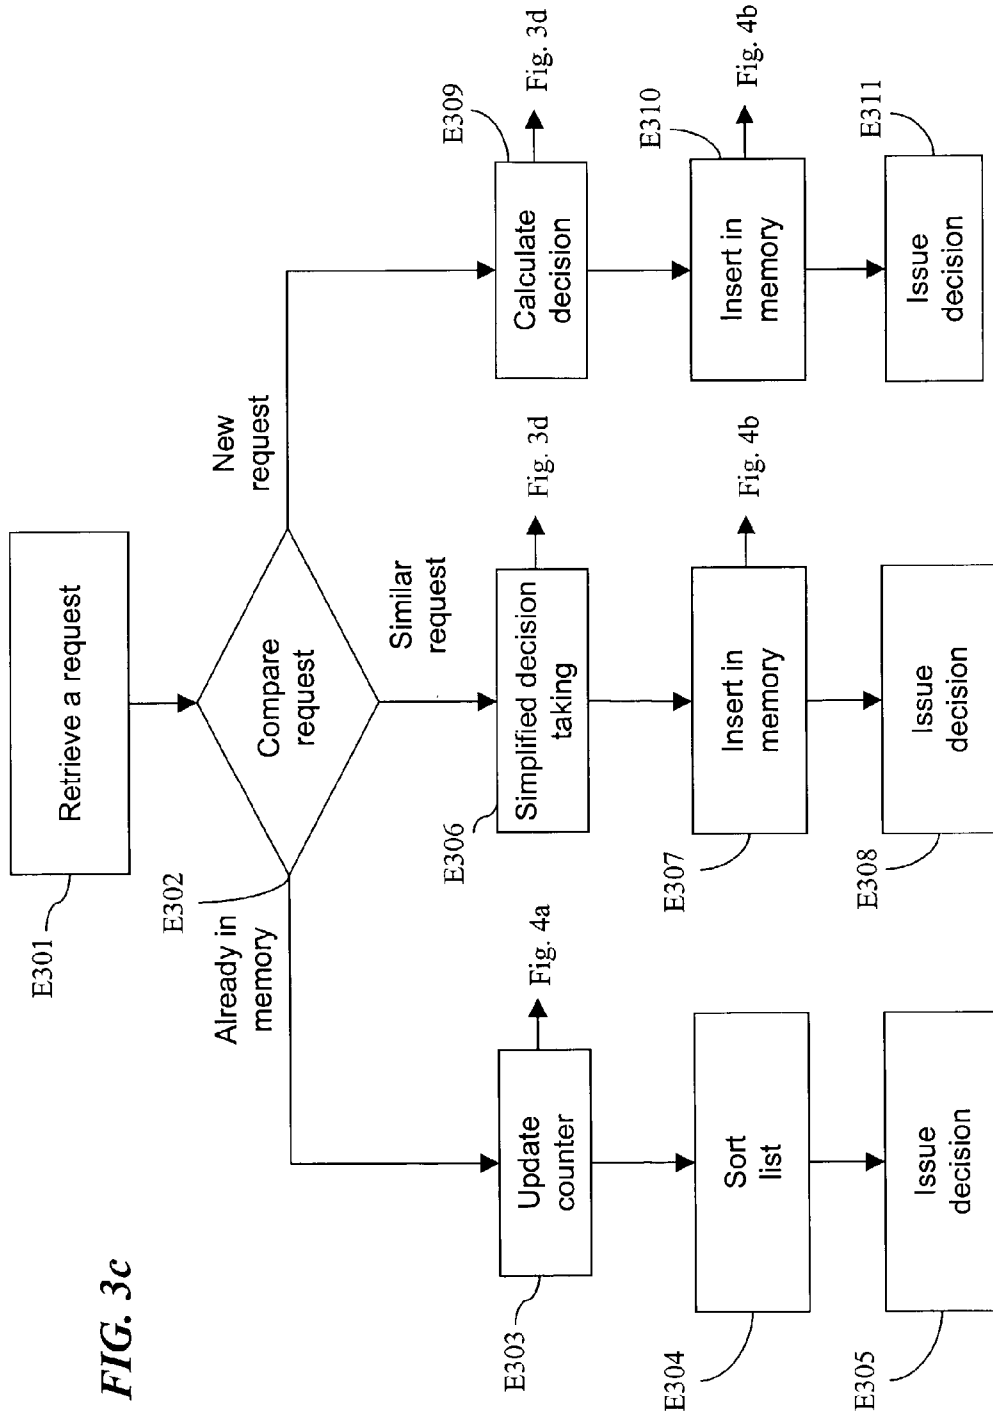 FIG. 3c
E301
Retrieve a request
E302
Compare
request
Already in
memory
Similar
request
New
request
E303
Update
counter
Fig. 4a
E306
Simplified decision
taking
Fig. 3d
E309
Calculate
decision
Fig. 3d
E304
Sort
list
E307
Insert in
memory
Fig. 4b
E310
Insert in
memory
Fig. 4b
E305
Issue
decision
E308
Issue
decision
E311
Issue
decision